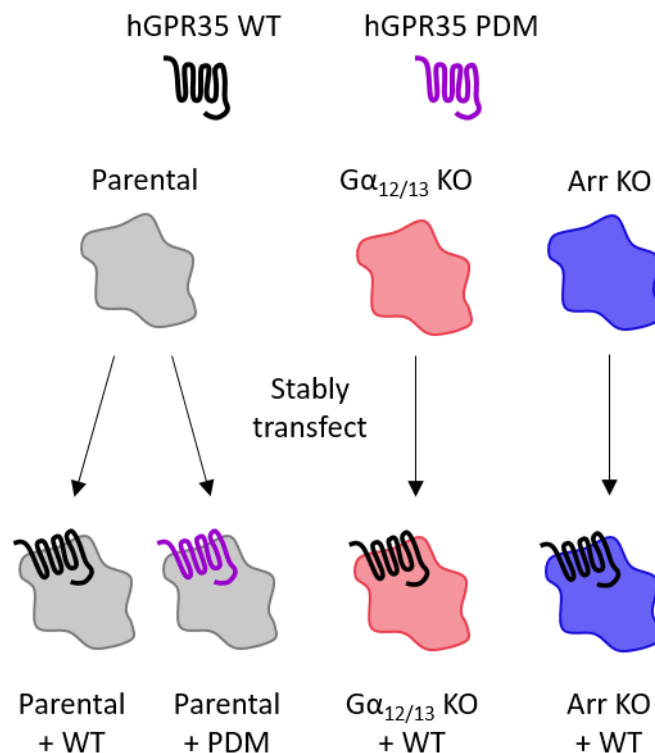 hGPR35 WT
hGPR35 PDM
Parental
Gα12/13 KO
Arr KO
Stably
transfect
Parental
+ WT
Parental
+ PDM
Gα12/13 KO
+ WT
Arr KO
+ WT